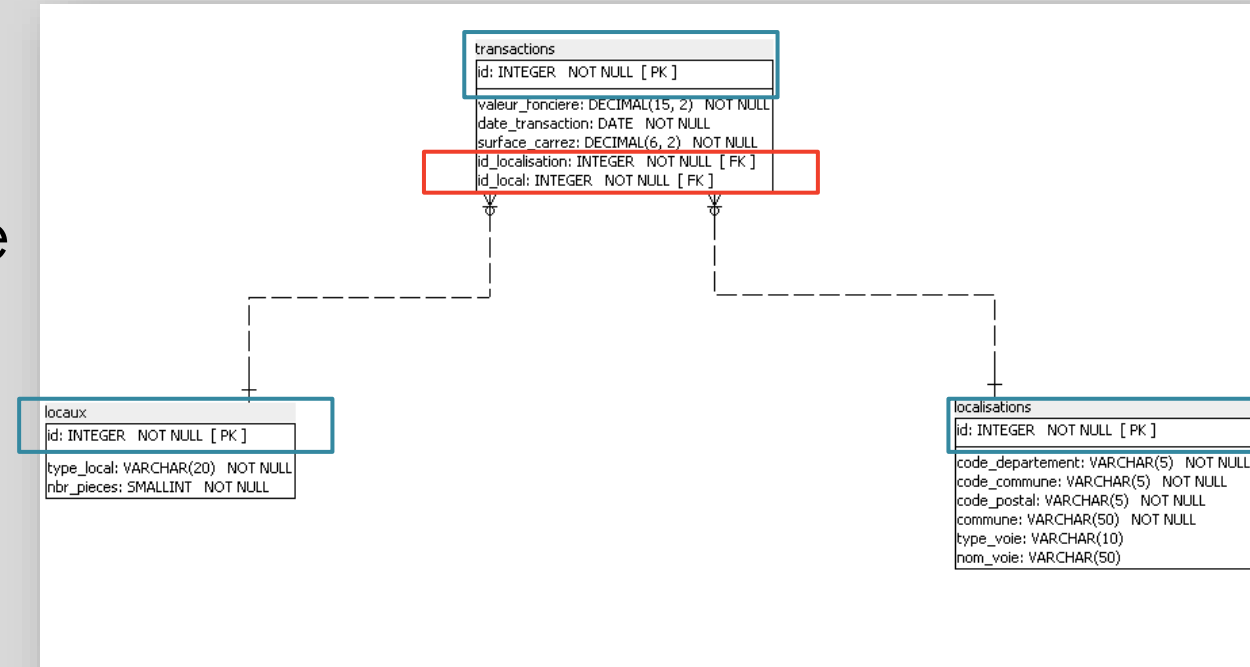 transactions
id: INTEGER NOT NULL [ PK ]
valeur_fonciere: DECIMAL(15, 2) NOT NULL
date_transaction: DATE NOT NULL
surface_carrez: DECIMAL(6, 2) NOT NULL
id_localisation: INTEGER NOT NULL [ FK ]
id_local: INTEGER NOT NULL [ FK ]
e
locaux
id: INTEGER NOT NULL [ PK ]
type_local: VARCHAR(20) NOT NULL
nbr_pieces: SMALLINT NOT NULL
localisations
id: INTEGER NOT NULL [ PK ]
code_departement: VARCHAR(5) NOT NULL
code_commune: VARCHAR(5) NOT NULL
code_postal: VARCHAR(5) NOT NULL
commune: VARCHAR(50) NOT NULL
type_voie: VARCHAR(10)
nom_voie: VARCHAR(50)